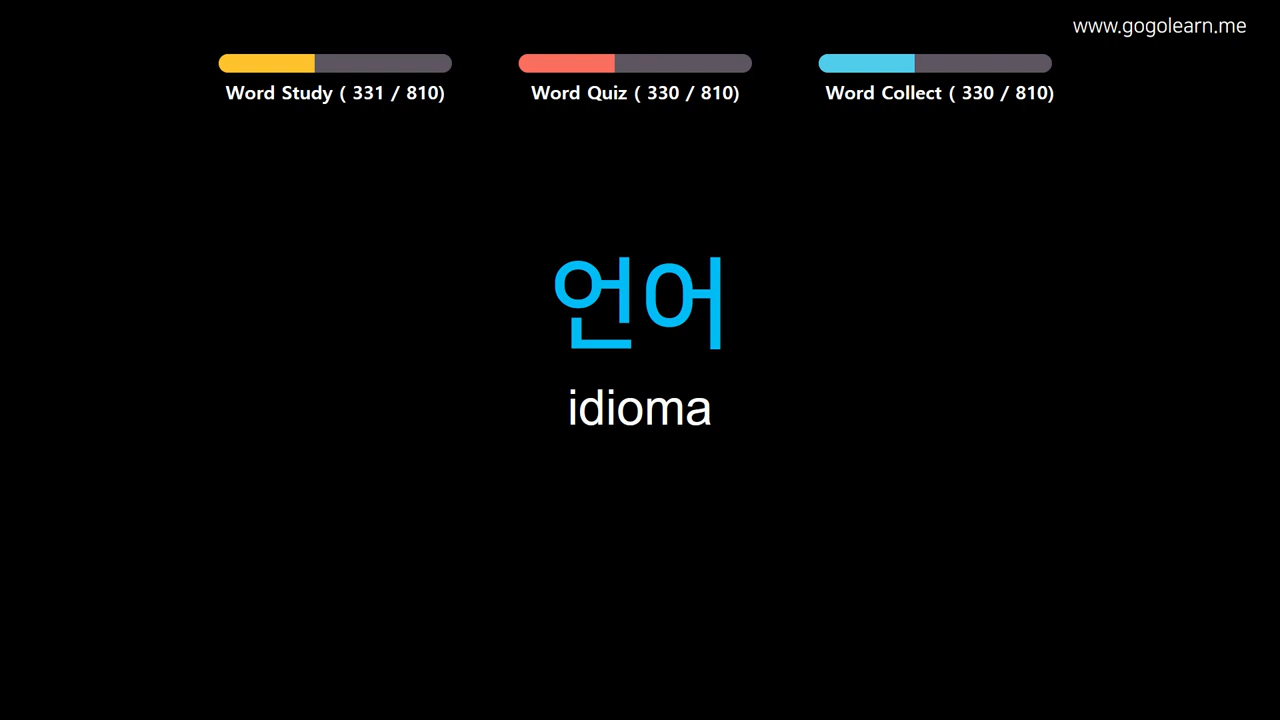 www.gogolearn.me
Word Study ( 331 / 810)
Word Quiz ( 330 / 810)
Word Collect ( 330 / 810)
언어
idioma